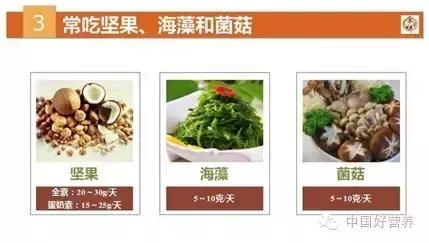 3 常吃坚果、海藻和菌菇
坚果
全素：20～30g/天
蛋奶素：15～25g/天
海藻
5～10克/天
菌菇
5～10克/天
中国好营养